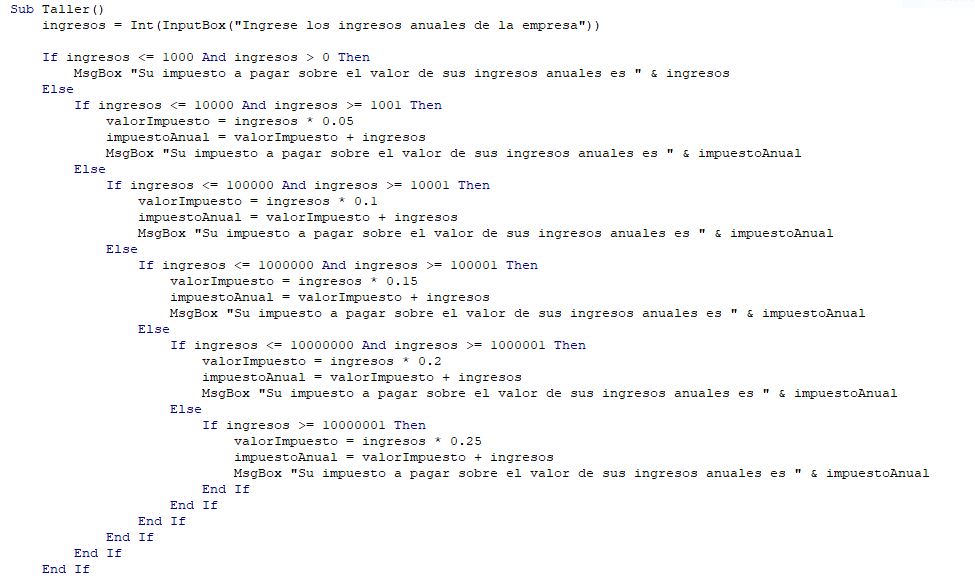 Sub Taller()
    ingresos = Int(InputBox("Ingrese los ingresos anuales de la empresa"))

    If ingresos <= 1000 And ingresos > 0 Then
        MsgBox "Su impuesto a pagar sobre el valor de sus ingresos anuales es " & ingresos
    Else
        If ingresos <= 10000 And ingresos >= 1001 Then
            valorImpuesto = ingresos * 0.05
            impuestoAnual = valorImpuesto + ingresos
            MsgBox "Su impuesto a pagar sobre el valor de sus ingresos anuales es " & impuestoAnual
        Else
            If ingresos <= 100000 And ingresos >= 10001 Then
                valorImpuesto = ingresos * 0.1
                impuestoAnual = valorImpuesto + ingresos
                MsgBox "Su impuesto a pagar sobre el valor de sus ingresos anuales es " & impuestoAnual
            Else
                If ingresos <= 1000000 And ingresos >= 100001 Then
                    valorImpuesto = ingresos * 0.15
                    impuestoAnual = valorImpuesto + ingresos
                    MsgBox "Su impuesto a pagar sobre el valor de sus ingresos anuales es " & impuestoAnual
                Else
                    If ingresos <= 10000000 And ingresos >= 1000001 Then
                        valorImpuesto = ingresos * 0.2
                        impuestoAnual = valorImpuesto + ingresos
                        MsgBox "Su impuesto a pagar sobre el valor de sus ingresos anuales es " & impuestoAnual
                    Else
                        If ingresos >= 10000001 Then
                            valorImpuesto = ingresos * 0.25
                            impuestoAnual = valorImpuesto + ingresos
                            MsgBox "Su impuesto a pagar sobre el valor de sus ingresos anuales es " & impuestoAnual
                        End If
                    End If
                End If
            End If
        End If
    End If